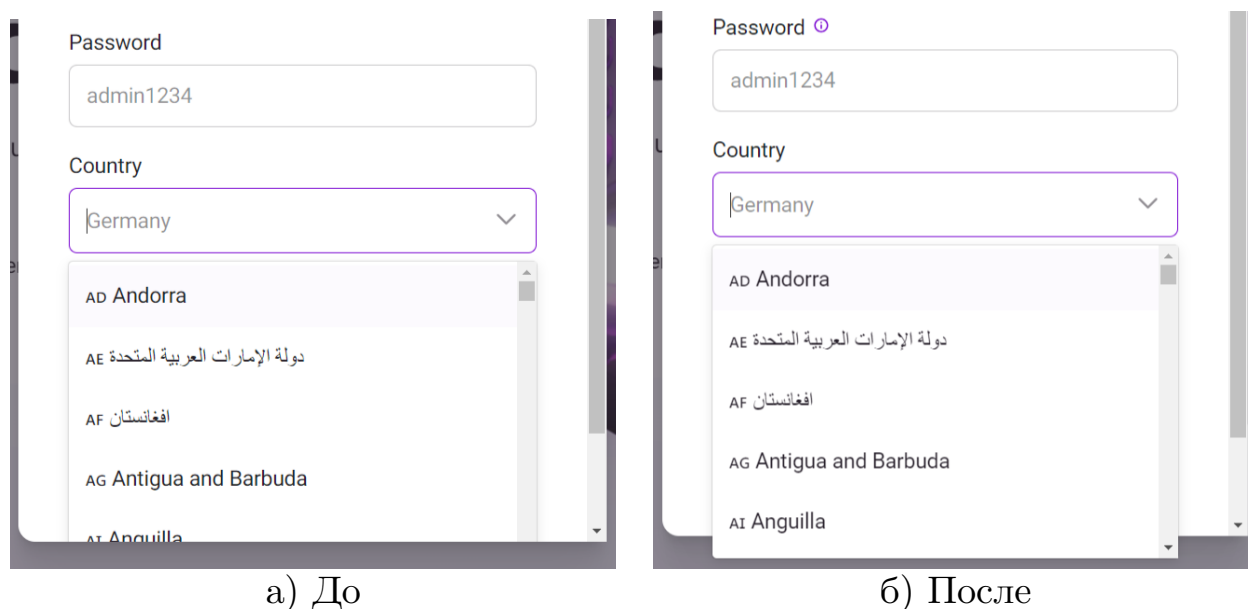 Password
admin1234
Country
Germany
AD Andorra
AE دولة الإمارات العربية المتحدة
AF افغانستان
AG Antigua and Barbuda
AI Anguilla
а) До
Password
admin1234
Country
Germany
AD Andorra
AE دولة الإمارات العربية المتحدة
AF افغانستان
AG Antigua and Barbuda
AI Anguilla
б) После